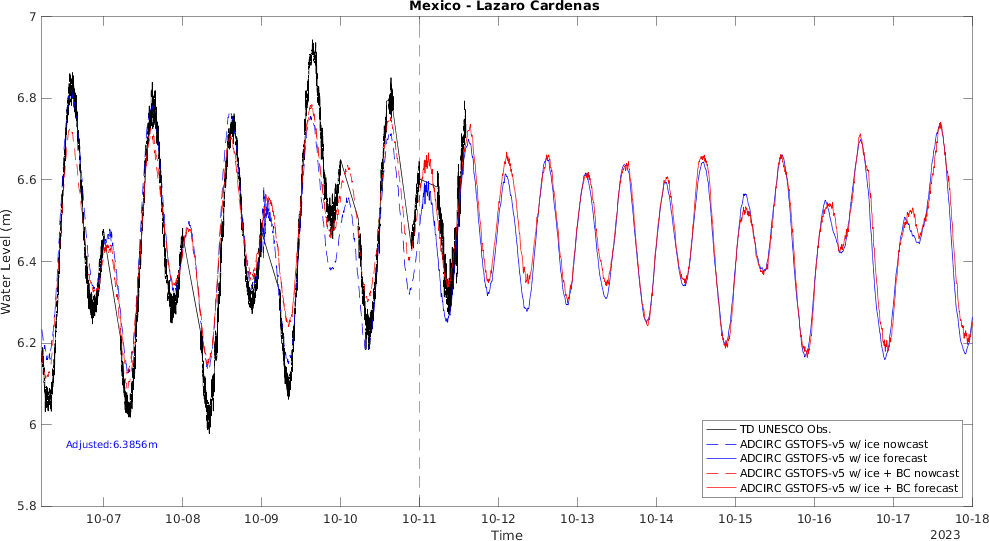 Mexico - Lazaro Cardenas
Water Level (m)
7
6.8
6.6
6.4
6.2
6
5.8
Adjusted:6.3856m
TD UNESCO Obs.
ADCIRC GSTOFS-v5 w/ ice nowcast
ADCIRC GSTOFS-v5 w/ ice forecast
ADCIRC GSTOFS-v5 w/ ice + BC nowcast
ADCIRC GSTOFS-v5 w/ ice + BC forecast
10-07 10-08 10-09 10-10 10-11 10-12 10-13 10-14 10-15 10-16 10-17 10-18
Time
2023